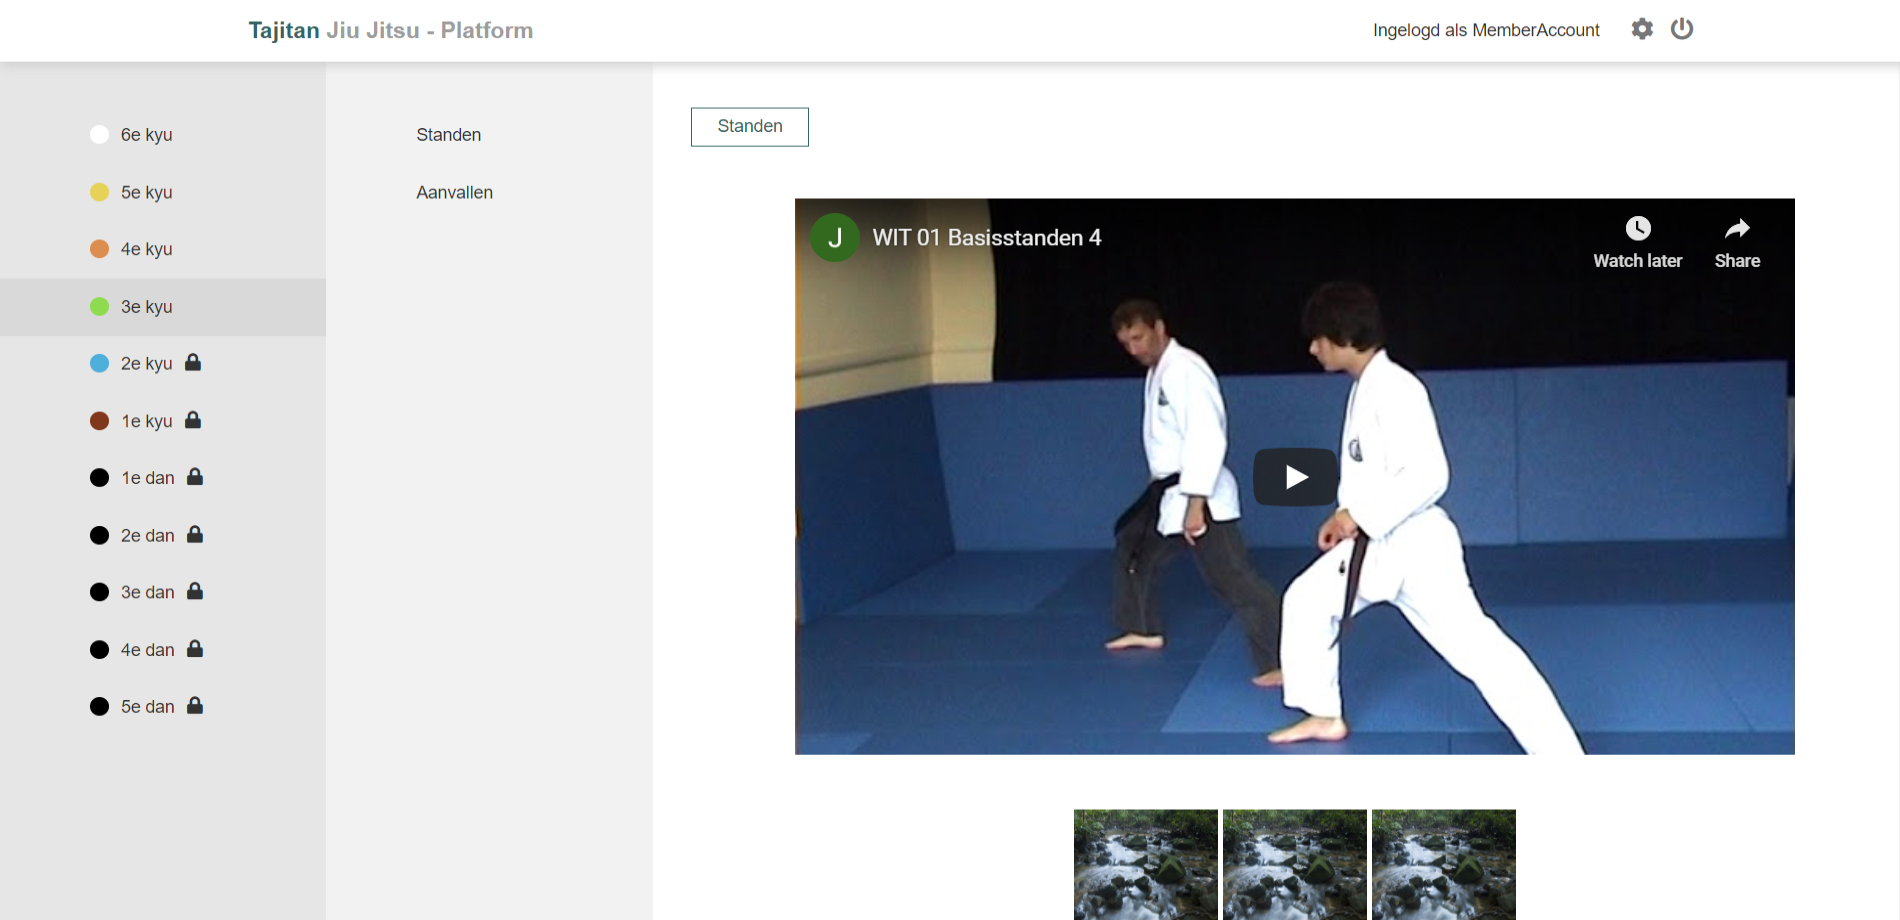 Tajitan Jiu Jitsu - Platform
Ingelogd als MemberAccount
6e kyu
5e kyu
4e kyu
3e kyu
2e kyu
1e kyu
1e dan
2e dan
3e dan
4e dan
5e dan
Standen
Aanvallen
Standen
J WIT 01 Basisstanden 4
Watch later
Share